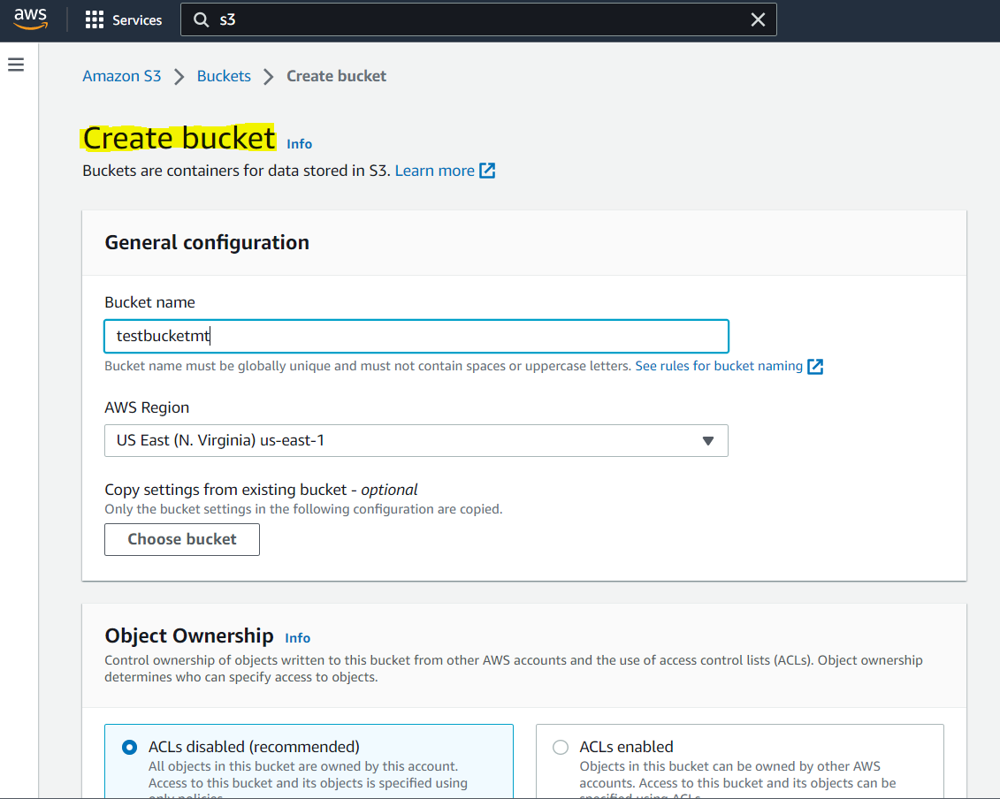 aws Services s3
Amazon S3 Buckets Create bucket
Create bucket Info
Buckets are containers for data stored in S3. Learn more
General configuration
Bucket name
testbucketmt
Bucket name must be globally unique and must not contain spaces or uppercase letters. See rules for bucket naming
AWS Region
US East (N. Virginia) us-east-1
Copy settings from existing bucket - optional
Only the bucket settings in the following configuration are copied.
Choose bucket
Object Ownership Info
Control ownership of objects written to this bucket from other AWS accounts and the use of access control lists (ACLs). Object ownership
determines who can specify access to objects.
ACLs disabled (recommended)
All objects in this bucket are owned by this account.
Access to this bucket and its objects is specified using
only policies.
ACLs enabled
Objects in this bucket can be owned by other AWS
accounts. Access to this bucket and its objects can be
specified using ACLs.